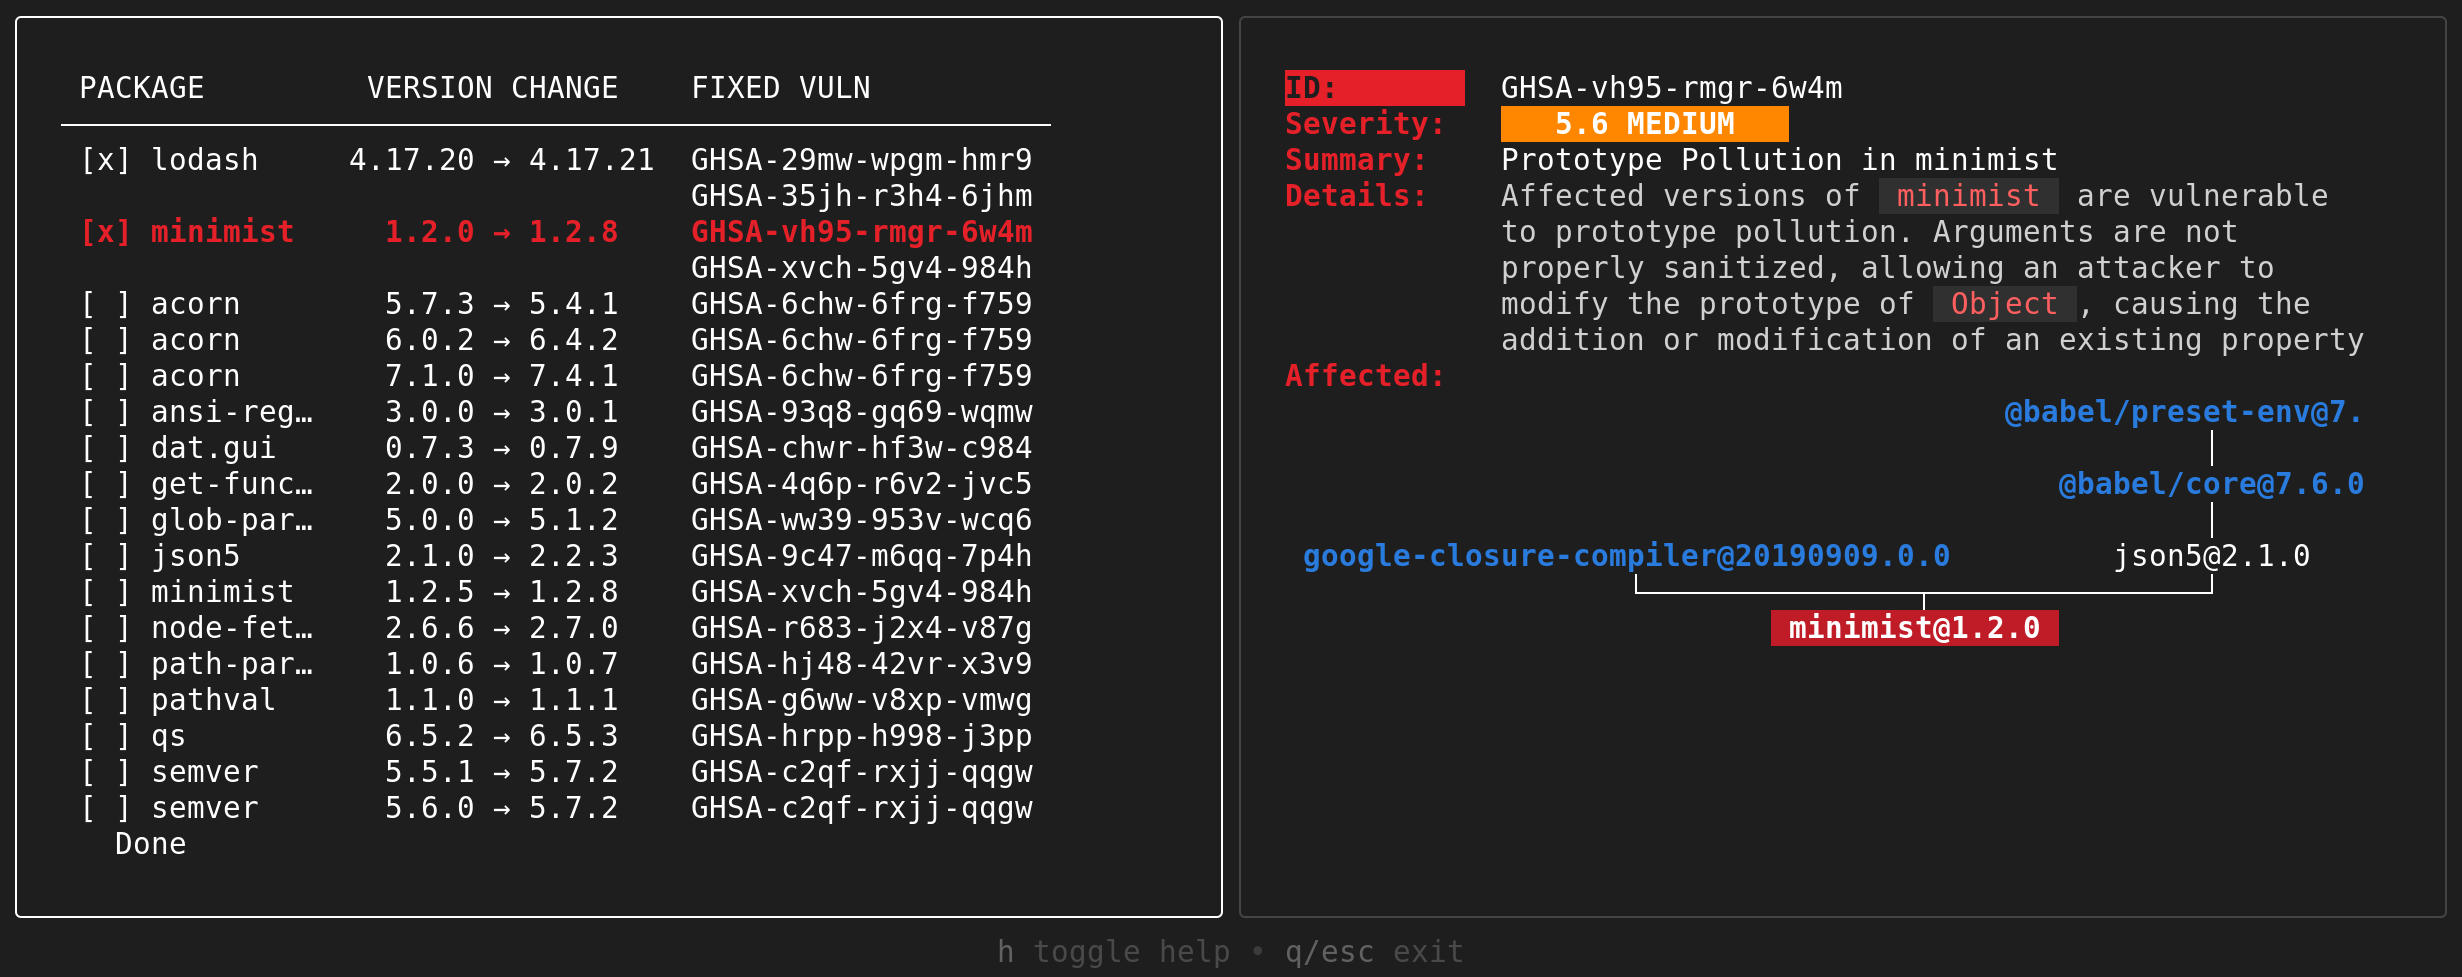 PACKAGE VERSION CHANGE FIXED VULN
[x] lodash 4.17.20 → 4.17.21 GHSA-29mw-wpgm-hmr9
GHSA-35jh-r3h4-6jhm
[x] minimist 1.2.0 → 1.2.8 GHSA-vh95-rmgr-6w4m
GHSA-xvch-5gv4-984h
[ ] acorn 5.7.3 → 5.4.1 GHSA-6chw-6frg-f759
[ ] acorn 6.0.2 → 6.4.2 GHSA-6chw-6frg-f759
[ ] acorn 7.1.0 → 7.4.1 GHSA-6chw-6frg-f759
[ ] ansi-reg… 3.0.0 → 3.0.1 GHSA-93q8-gq69-wqmw
[ ] dat.gui 0.7.3 → 0.7.9 GHSA-chwr-hf3w-c984
[ ] get-func… 2.0.0 → 2.0.2 GHSA-4q6p-r6v2-jvc5
[ ] glob-par… 5.0.0 → 5.1.2 GHSA-ww39-953v-wcq6
[ ] json5 2.1.0 → 2.2.3 GHSA-9c47-m6qq-7p4h
[ ] minimist 1.2.5 → 1.2.8 GHSA-xvch-5gv4-984h
[ ] node-fet… 2.6.6 → 2.7.0 GHSA-r683-j2x4-v87g
[ ] path-par… 1.0.6 → 1.0.7 GHSA-hj48-42vr-x3v9
[ ] pathval 1.1.0 → 1.1.1 GHSA-g6ww-v8xp-vmwg
[ ] qs 6.5.2 → 6.5.3 GHSA-hrpp-h998-j3pp
[ ] semver 5.5.1 → 5.7.2 GHSA-c2qf-rxjj-qqgw
[ ] semver 5.6.0 → 5.7.2 GHSA-c2qf-rxjj-qqgw
Done
ID: GHSA-vh95-rmgr-6w4m
Severity: 5.6 MEDIUM
Summary: Prototype Pollution in minimist
Details: Affected versions of minimist are vulnerable
to prototype pollution. Arguments are not
properly sanitized, allowing an attacker to
modify the prototype of Object , causing the
addition or modification of an existing property
Affected:
@babel/preset-env@7.
@babel/core@7.6.0
google-closure-compiler@20190909.0.0 json5@2.1.0
minimist@1.2.0
h toggle help • q/esc exit